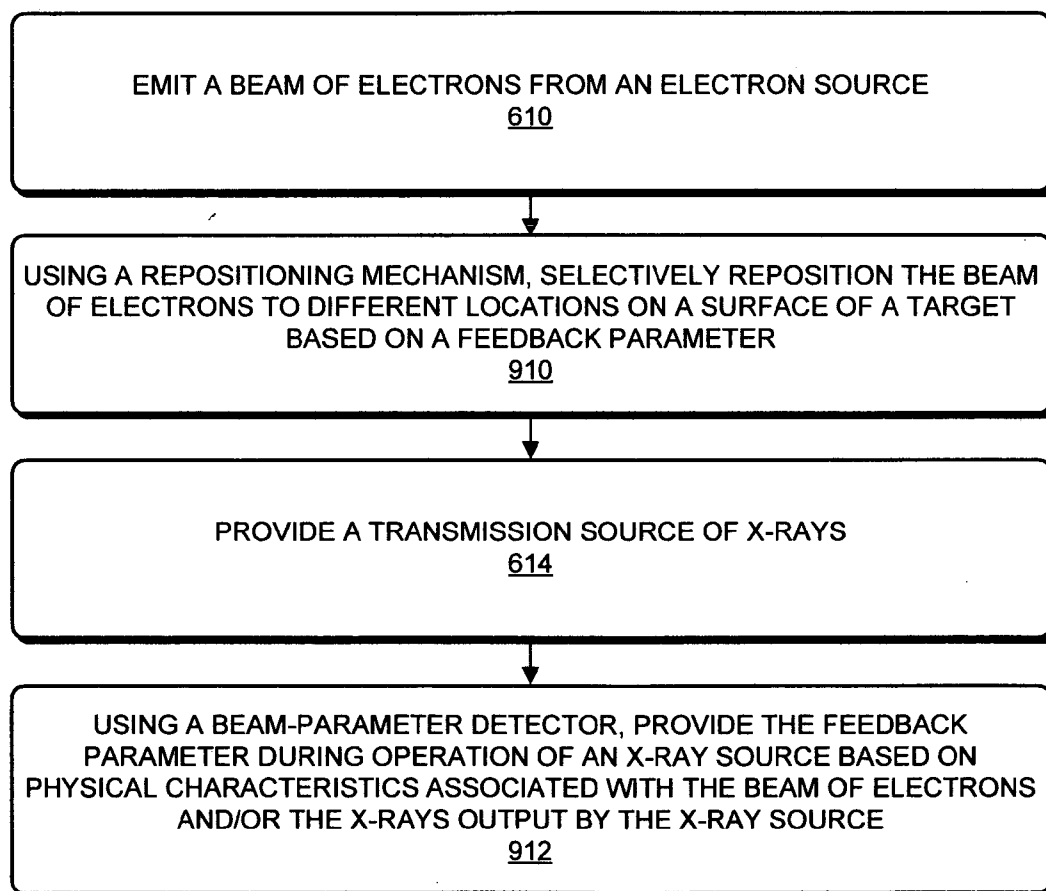 EMIT A BEAM OF ELECTRONS FROM AN ELECTRON SOURCE
610
USING A REPOSITIONING MECHANISM, SELECTIVELY REPOSITION THE BEAM
OF ELECTRONS TO DIFFERENT LOCATIONS ON A SURFACE OF A TARGET
BASED ON A FEEDBACK PARAMETER
910
PROVIDE A TRANSMISSION SOURCE OF X-RAYS
614
USING A BEAM-PARAMETER DETECTOR, PROVIDE THE FEEDBACK
PARAMETER DURING OPERATION OF AN X-RAY SOURCE BASED ON
PHYSICAL CHARACTERISTICS ASSOCIATED WITH THE BEAM OF ELECTRONS
AND/OR THE X-RAYS OUTPUT BY THE X-RAY SOURCE
912